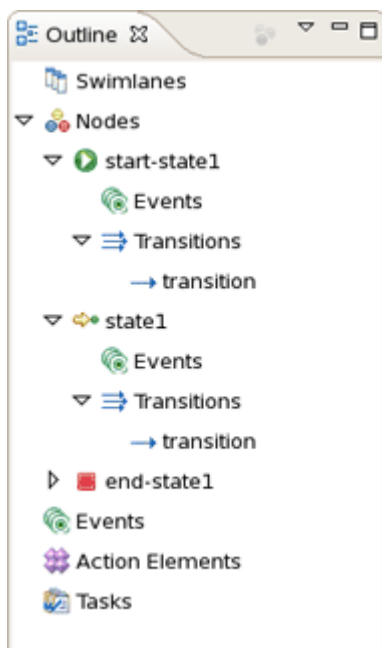 Outline
Swimlanes
Nodes
start-state1
Events
Transitions
transition
state1
Events
Transitions
transition
end-state1
Events
Action Elements
Tasks